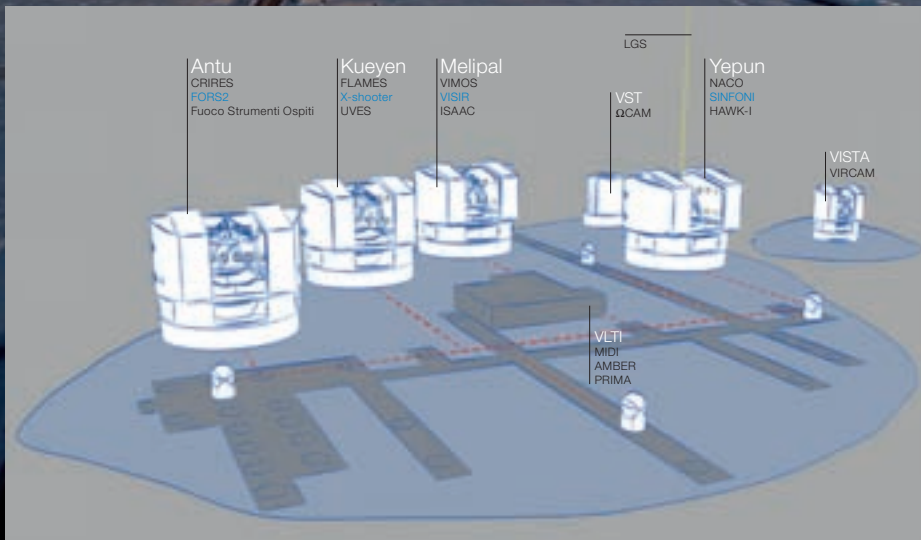 Antu
CRIRES
FORS2
Fuoco Strumenti Ospiti
Kueyen
FLAMES
X-shooter
UVES
Melipal
VIMOS
VISIR
ISAAC
LGS
VST
ΩCAM
Yepun
NACO
SINFONI
HAWK-I
VISTA
VIRCAM
VLTI
MIDI
AMBER
PRIMA